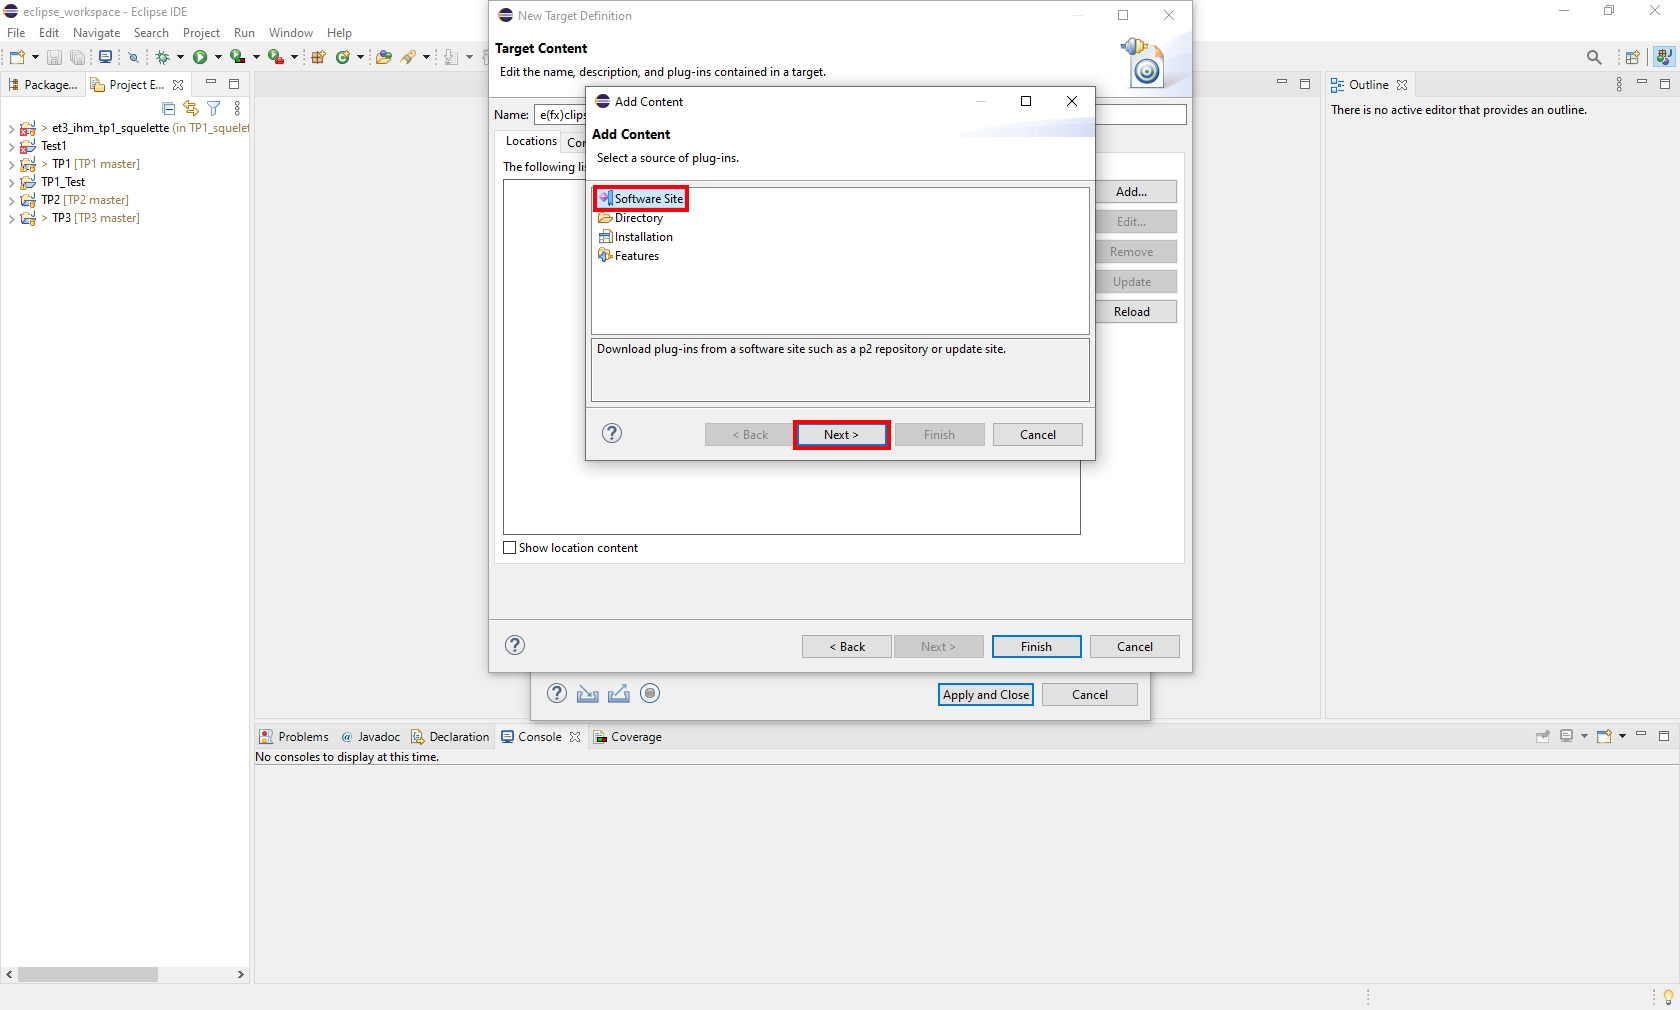 eclipse_workspace - Eclipse IDE
File Edit Navigate Search Project Run Window Help
Package...
Project E...
> et3_ihm_tp1_squelette (in TP1_squelet
Test1
> TP1 [TP1 master]
TP1_Test
TP2 [TP2 master]
> TP3 [TP3 master]
New Target Definition
Target Content
Edit the name, description, and plug-ins contained in a target.
Name: e(fx)clips
Locations Con
The following li
Add...
Edit...
Remove
Update
Reload
Show location content
< Back Next > Finish Cancel
Add Content
Add Content
Select a source of plug-ins.
Software Site
Directory
Installation
Features
Download plug-ins from a software site such as a p2 repository or update site.
< Back Next > Finish Cancel
Apply and Close Cancel
Outline
There is no active editor that provides an outline.
Problems Javadoc Declaration Console Coverage
No consoles to display at this time.